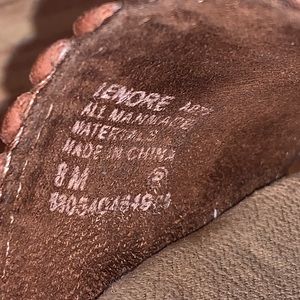 LENORE
ALL MANMADE
MATERIALS
MADE IN CHINA
8 M ®